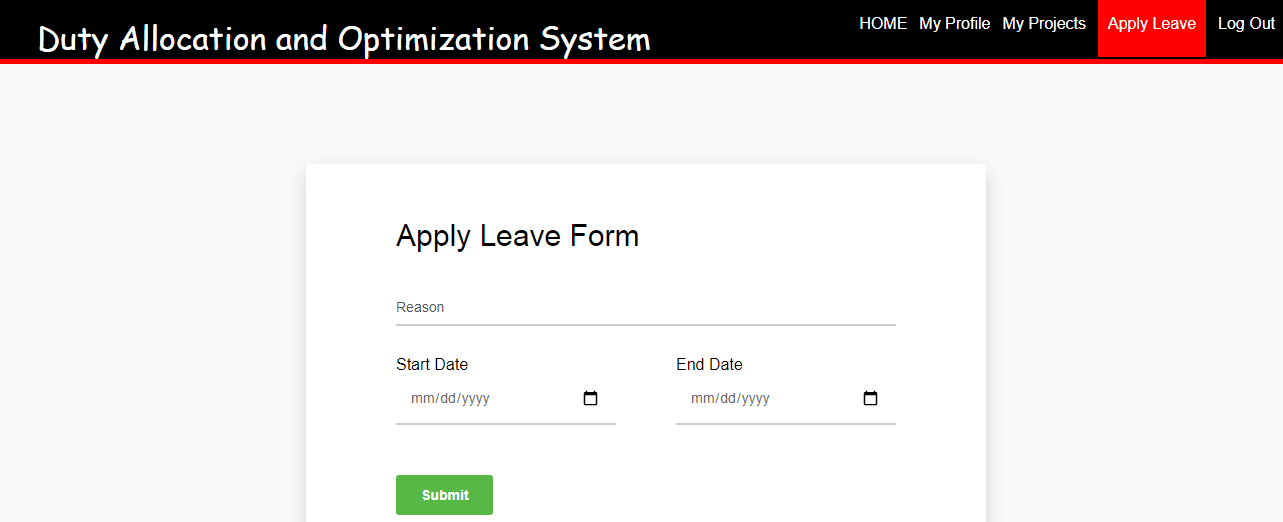 Duty Allocation and Optimization System
HOME My Profile My Projects Apply Leave Log Out
Apply Leave Form
Reason
Start Date End Date
mm/dd/yyyy mm/dd/yyyy
Submit